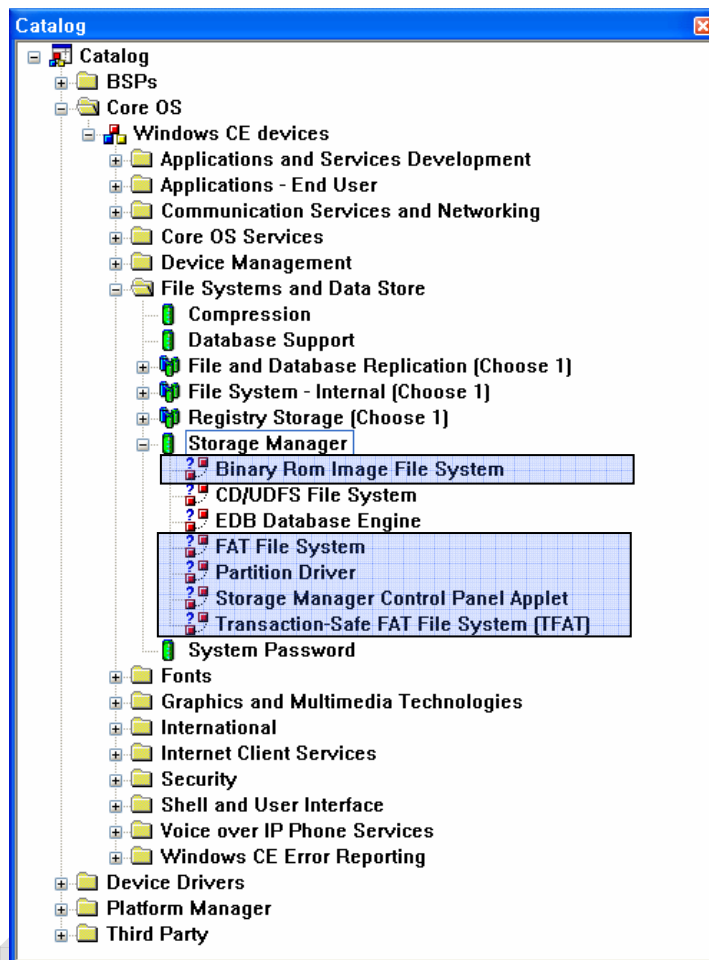 Catalog
Catalog
BSPs
Core OS
Windows CE devices
Applications and Services Development
Applications - End User
Communication Services and Networking
Core OS Services
Device Management
File Systems and Data Store
Compression
Database Support
File and Database Replication (Choose 1)
File System - Internal (Choose 1)
Registry Storage (Choose 1)
Storage Manager
Binary Rom Image File System
CD/UDFS File System
EDB Database Engine
FAT File System
Partition Driver
Storage Manager Control Panel Applet
Transaction-Safe FAT File System (TFAT)
System Password
Fonts
Graphics and Multimedia Technologies
International
Internet Client Services
Security
Shell and User Interface
Voice over IP Phone Services
Windows CE Error Reporting
Device Drivers
Platform Manager
Third Party